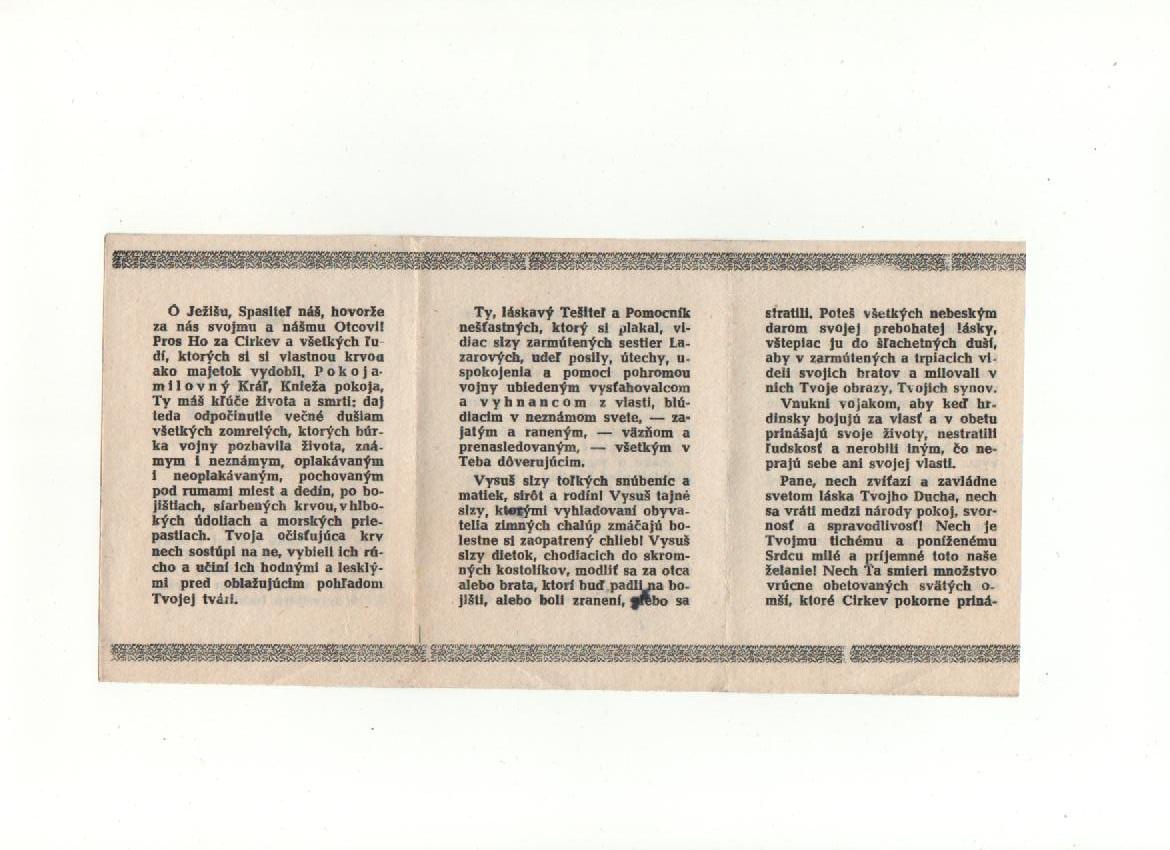 Ó Ježišu, Spasiteľ náš, hovorže
za nás svojmu a nášmu Otcovi!
Pros Ho za Cirkev a všetkých ľu-
dí, ktorých si si vlastnou krvou
ako majetok vydobil. Pokoja-
milovný Kráľ, Knieža pokoja,
Ty máš kľúče života a smrti: daj
teda odpočinutie večné dušiam
všetkých zomrelých, ktorých búr-
ka vojny pozbavila života, zná-
mym i neznámym, oplakávaným
i neoplakávaným, pochovaným
pod rumami miest a dedín, po bo-
jištiach, sfarbených krvou, v hlbo-
kých údoliach a morských prie-
pastiach. Tvoja očisťujúca krv
nech sostúpi na ne, vybieli ich rú-
cho a učiní ich hodnými a lesklý-
mi pred oblažujúcim pohľadom
Tvojej tvári.
Ty, láskavý Tešiteľ a Pomocník
nešťastných, ktorý si plakal, vi-
diac slzy zarmútených sestier La-
zarových, udeľ posily, útechy, u-
spokojenia a pomoci pohromou
vojny ubiedeným vysťahovalcom
a vyhnancom z vlasti, blú-
diacim v neznámom svete, — za-
jatým a raneným, — väzňom a
prenasledovaným, — všetkým v
Teba dôverujúcim.
Vysuš slzy toľkých snúbeníc a
matiek, sirôt a rodín! Vysuš tajné
slzy, ktorými vyhladovaní obyva-
telia zimných chalúp zmáčajú bo-
lestne si zaopatrený chlieb! Vysuš
slzy dietok, chodiacich do skrom-
ných kostolíkov, modliť sa za otca
alebo brata, ktorí buď padli na bo-
jišti, alebo boli zranení, alebo sa
stratili. Poteš všetkých nebeským
darom svojej prebohatej lásky,
vštepiac ju do šľachetných duší,
aby v zarmútených a trpiacich vi-
deli svojich bratov a milovali v
nich Tvoje obrazy, Tvojich synov.
Vnukni vojakom, aby keď hr-
dinsky bojujú za vlasť a v obetu
prinášajú svoje životy, nestratili
ľudskosť a nerobili iným, čo ne-
prajú sebe ani svojej vlasti.
Pane, nech zvíťazí a zavládne
svetom láska Tvojho Ducha, nech
sa vráti medzi národy pokoj, svor-
nosť a spravodlivosť! Nech je
Tvojmu tichému a poníženému
Srdcu milé a príjemné toto naše
želanie! Nech Ťa smieri množstvo
vrúcne obetovaných svätých o-
mší, ktoré Cirkev pokorne priná-